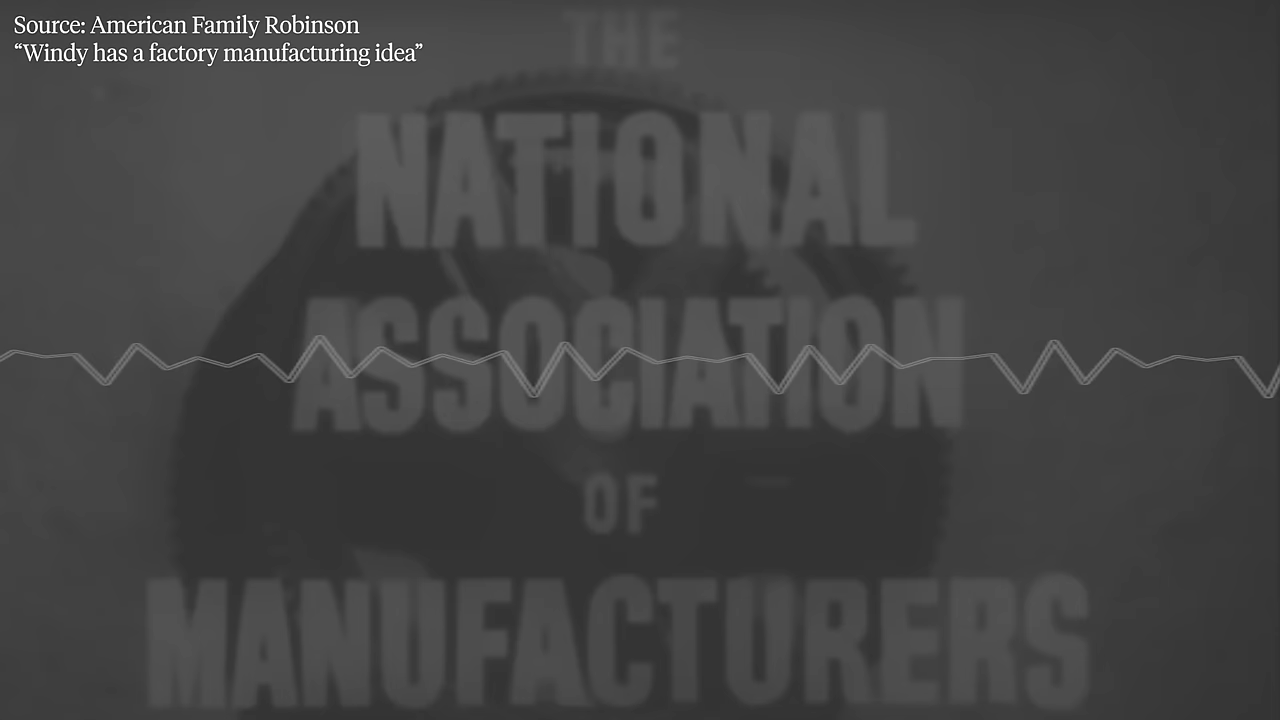 Source: American Family Robinson
“Windy has a factory manufacturing idea”
THE
NATIONAL
ASSOCIATION
OF
MANUFACTURERS